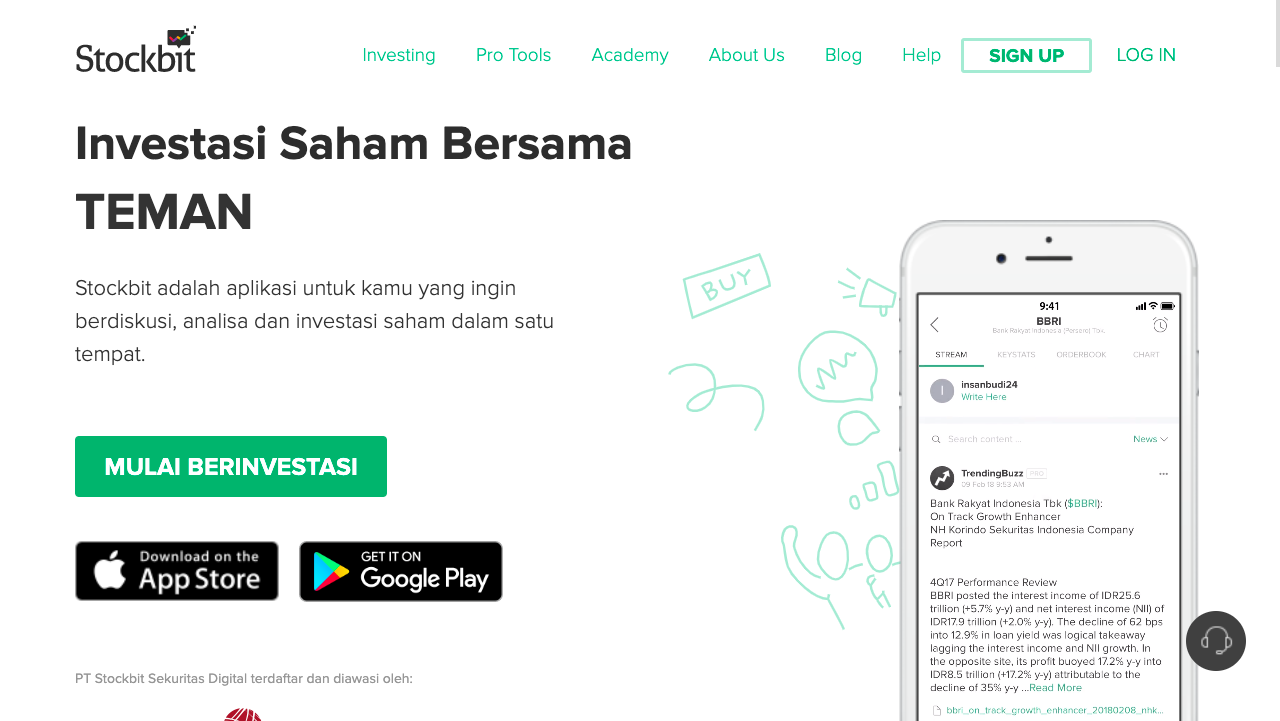 Stockbit
Investing
Pro Tools
Academy
About Us
Blog
Help
SIGN UP
LOG IN
Investasi Saham Bersama
TEMAN
Stockbit adalah aplikasi untuk kamu yang ingin
berdiskusi, analisa dan investasi saham dalam satu
tempat.
MULAI BERINVESTASI
Download on the
App Store
GET IT ON
Google Play
PT Stockbit Sekuritas Digital terdaftar dan diawasi oleh:
BUY
9:41
BBRI
Bank Rakyat Indonesia (Persero) Tbk.
STREAM
KEYSTATS
ORDERBOOK
CHART
I
insanbudi24
Write Here
Search content ...
News
TrendingBuzz PRO
09 Feb 18 9:53 AM
Bank Rakyat Indonesia Tbk ($BBRI):
On Track Growth Enhancer
NH Korindo Sekuritas Indonesia Company
Report
4Q17 Performance Review
BBRI posted the interest income of IDR25.6
trillion (+5.7% y-y) and net interest income (NII) of
IDR17.9 trillion (+2.0% y-y). The decline of 62 bps
into 12.9% in loan yield was logical takeaway
lagging the interest income and NII growth. In
the opposite site, its profit buoyed 17.2% y-y into
IDR8.5 trillion (+17.2% y-y) attributable to the
decline of 35% y-y ...Read More
bbri_on_track_growth_enhancer_20180208_nhk...